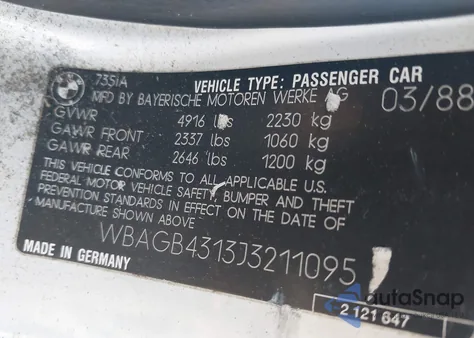 BMW
735IA
VEHICLE TYPE: PASSENGER CAR
MFD BY BAYERISCHE MOTOREN WERKE AG 03/88
GVWR 4916 lbs 2230 kg
GAWR FRONT 2337 lbs 1060 kg
GAWR REAR 2646 lbs 1200 kg
THIS VEHICLE CONFORMS TO ALL APPLICABLE U.S.
FEDERAL MOTOR VEHICLE SAFETY, BUMPER AND THEFT
PREVENTION STANDARDS IN EFFECT ON THE DATE OF
MANUFACTURE SHOWN ABOVE
WBAGB4313J3211095
MADE IN GERMANY
2 121 647
autoSnap